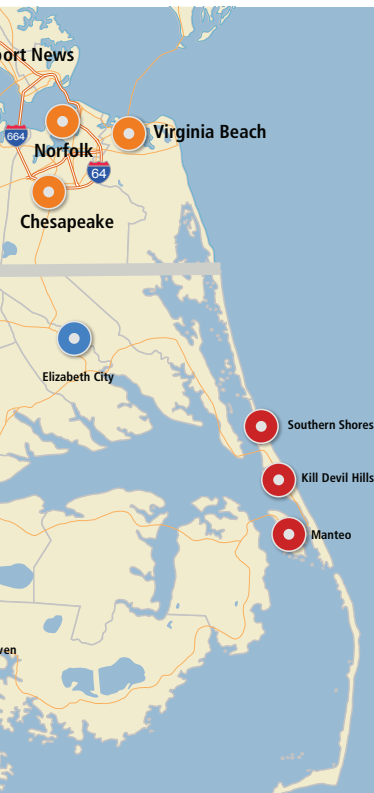 ort News
664
Virginia Beach
Norfolk
64
Chesapeake
Elizabeth City
Southern Shores
Kill Devil Hills
Manteo
ven